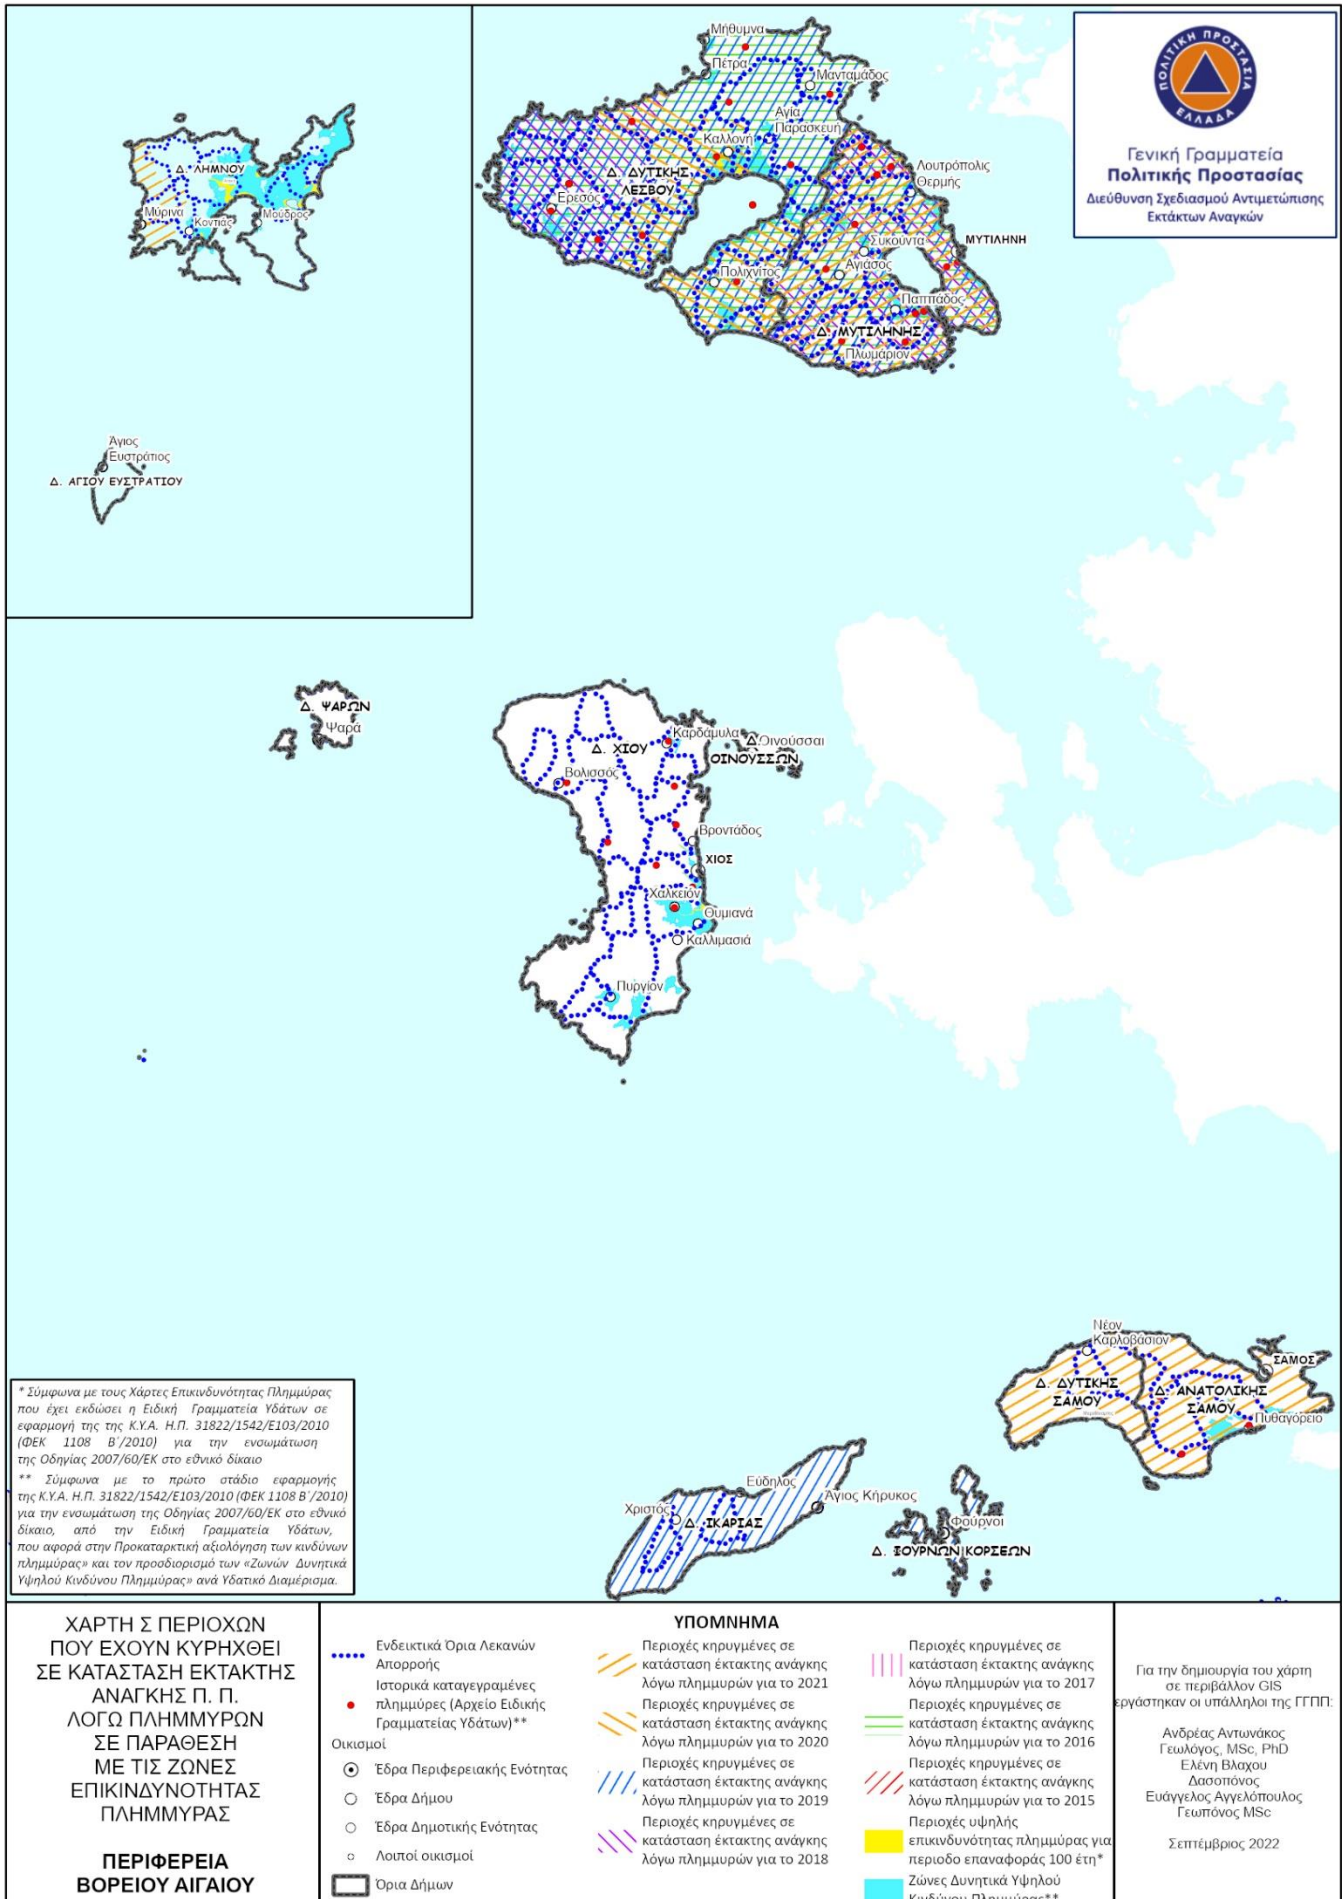 ΠΟΛΙΤΙΚΗ ΠΡΟΣΤΑΣΙΑ
ΕΛΛΑΔΑ
Γενική Γραμματεία
Πολιτικής Προστασίας
Διεύθυνση Σχεδιασμού Αντιμετώπισης
Εκτάκτων Αναγκών
Μήθυμνα
Πέτρα
Μανταμάδος
Αγία
Παρασκευή
Καλλονή
Λουτρόπολις
Θερμής
Δ. ΔΥΤΙΚΗΣ
ΛΕΣΒΟΥ
Ερεσός
Συκούντα
ΜΥΤΙΛΗΝΗ
Πολιχνίτος
Αγιάσος
Παππάδος
Δ. ΜΥΤΙΛΗΝΗΣ
Πλωμάριον
Δ. ΛΗΜΝΟΥ
Μύρινα
Κοντιάς
Μούδρος
Άγιος
Ευστράτιος
Δ. ΑΓΙΟΥ ΕΥΣΤΡΑΤΙΟΥ
Δ. ΨΑΡΩΝ
Ψαρά
Δ. ΧΙΟΥ
Καρδάμυλα
Δ.
Οινούσσαι
ΟΙΝΟΥΣΣΩΝ
Βολισσός
Βροντάδος
ΧΙΟΣ
Χαλκειόν
Θυμιανά
Καλλιμασιά
Πυργίον
Νέον
Καρλοβάσιον
ΣΑΜΟΣ
Δ. ΔΥΤΙΚΗΣ
ΣΑΜΟΥ
Δ. ΑΝΑΤΟΛΙΚΗΣ
ΣΑΜΟΥ
Πυθαγόρειο
Εύδηλος
Χριστός
Άγιος Κήρυκος
Δ. ΙΚΑΡΙΑΣ
Φούρνοι
Δ. ΦΟΥΡΝΩΝ ΚΟΡΣΕΩΝ
* Σύμφωνα με τους Χάρτες Επικινδυνότητας Πλημμύρας
που έχει εκδώσει η Ειδική Γραμματεία Υδάτων σε
εφαρμογή της της Κ.Υ.Α. Η.Π. 31822/1542/Ε103/2010
(ΦΕΚ 1108 Β΄/2010) για την ενσωμάτωση
της Οδηγίας 2007/60/ΕΚ στο εθνικό δίκαιο
** Σύμφωνα με το πρώτο στάδιο εφαρμογής
της Κ.Υ.Α. Η.Π. 31822/1542/Ε103/2010 (ΦΕΚ 1108 Β΄/2010)
για την ενσωμάτωση της Οδηγίας 2007/60/ΕΚ στο εθνικό
δίκαιο, από την Ειδική Γραμματεία Υδάτων,
που αφορά στην Προκαταρκτική αξιολόγηση των κινδύνων
πλημμύρας» και τον προσδιορισμό των «Ζωνών Δυνητικά
Υψηλού Κινδύνου Πλημμύρας» ανά Υδατικό Διαμέρισμα.
ΧΑΡΤΗ Σ ΠΕΡΙΟΧΩΝ
ΠΟΥ ΕΧΟΥΝ ΚΥΡΗΧΘΕΙ
ΣΕ ΚΑΤΑΣΤΑΣΗ ΕΚΤΑΚΤΗΣ
ΑΝΑΓΚΗΣ Π. Π.
ΛΟΓΩ ΠΛΗΜΜΥΡΩΝ
ΣΕ ΠΑΡΑΘΕΣΗ
ΜΕ ΤΙΣ ΖΩΝΕΣ
ΕΠΙΚΙΝΔΥΝΟΤΗΤΑΣ
ΠΛΗΜΜΥΡΑΣ
ΠΕΡΙΦΕΡΕΙΑ
ΒΟΡΕΙΟΥ ΑΙΓΑΙΟΥ
ΥΠΟΜΝΗΜΑ
Ενδεικτικά Όρια Λεκανών
Απορροής
Ιστορικά καταγεγραμένες
πλημμύρες (Αρχείο Ειδικής
Γραμματείας Υδάτων)**
Οικισμοί
Έδρα Περιφερειακής Ενότητας
Έδρα Δήμου
Έδρα Δημοτικής Ενότητας
Λοιποί οικισμοί
Όρια Δήμων
Περιοχές κηρυγμένες σε
κατάσταση έκτακτης ανάγκης
λόγω πλημμυρών για το 2021
Περιοχές κηρυγμένες σε
κατάσταση έκτακτης ανάγκης
λόγω πλημμυρών για το 2020
Περιοχές κηρυγμένες σε
κατάσταση έκτακτης ανάγκης
λόγω πλημμυρών για το 2019
Περιοχές κηρυγμένες σε
κατάσταση έκτακτης ανάγκης
λόγω πλημμυρών για το 2018
Περιοχές κηρυγμένες σε
κατάσταση έκτακτης ανάγκης
λόγω πλημμυρών για το 2017
Περιοχές κηρυγμένες σε
κατάσταση έκτακτης ανάγκης
λόγω πλημμυρών για το 2016
Περιοχές κηρυγμένες σε
κατάσταση έκτακτης ανάγκης
λόγω πλημμυρών για το 2015
Περιοχές υψηλής
επικινδυνότητας πλημμύρας για
περιοδο επαναφοράς 100 έτη*
Ζώνες Δυνητικά Υψηλού
Κινδύνου Πλημμύρας**
Για την δημιουργία του χάρτη
σε περιβάλλον GIS
εργάστηκαν οι υπάλληλοι της ΓΓΠΠ:
Ανδρέας Αντωνάκος
Γεωλόγος, MSc, PhD
Ελένη Βλαχου
Δασοπόνος
Ευάγγελος Αγγελόπουλος
Γεωπόνος MSc
Σεπτέμβριος 2022